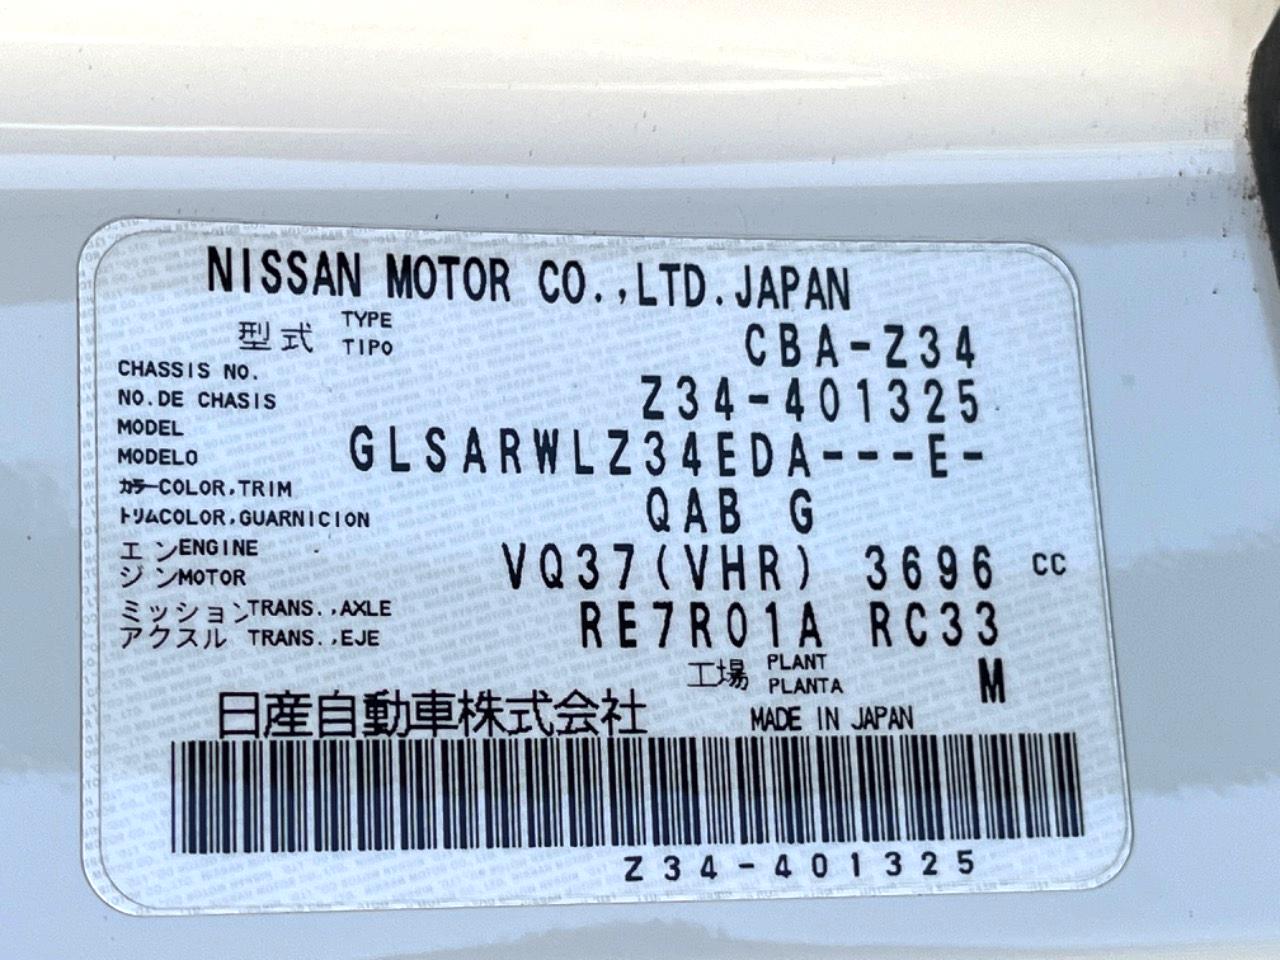 NISSAN MOTOR CO.,LTD.JAPAN
型式 TYPE TIPO CBA-Z34
CHASSIS NO.
NO.DE CHASIS Z34-401325
MODEL
MODELO GLSARWLZ34EDA---E-
カラーCOLOR,TRIM
トリムCOLOR,GUARNICION QAB G
エンENGINE
ジンMOTOR VQ37(VHR) 3696 cc
ミッションTRANS.,AXLE
アクスル TRANS.,EJE RE7R01A RC33
工場 PLANT PLANTA M
日産自動車株式会社 MADE IN JAPAN
Z34-401325